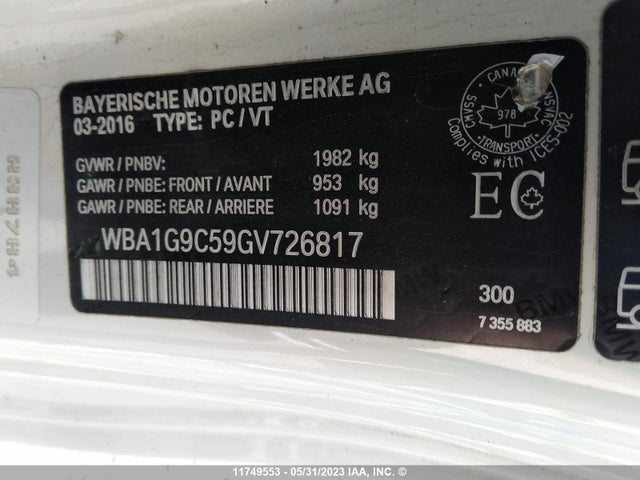 BAYERISCHE MOTOREN WERKE AG
03-2016 TYPE: PC / VT
GVWR / PNBV: 1982 kg
GAWR / PNBE: FRONT / AVANT 953 kg
GAWR / PNBE: REAR / ARRIERE 1091 kg
WBA1G9C59GV726817
CANADA
978
TRANSPORT
Complies with ICES-002
EC
300
7 355 883
BMW
11749553 - 05/31/2023 IAA, Inc. ©